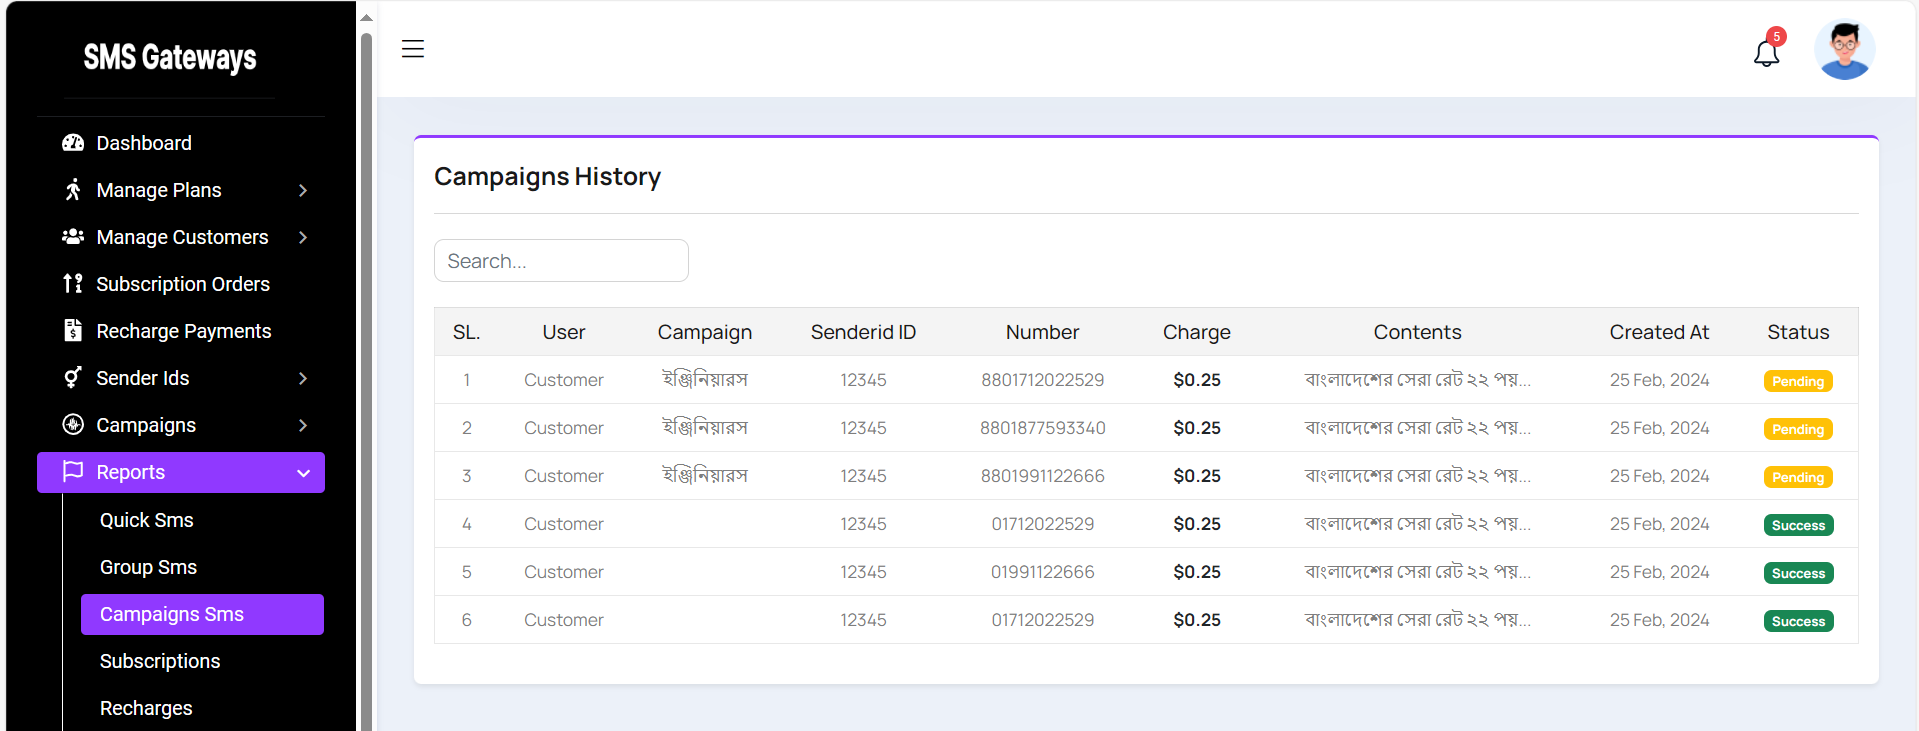 SMS Gateways
Dashboard
Manage Plans
Manage Customers
Subscription Orders
Recharge Payments
Sender Ids
Campaigns
Reports
Quick Sms
Group Sms
Campaigns Sms
Subscriptions
Recharges
5
Campaigns History
Search...
SL. User Campaign Senderid ID Number Charge Contents Created At Status
1 Customer ইঞ্জিনিয়ারস 12345 8801712022529 $0.25 বাংলাদেশের সেরা রেট ২২ পয়... 25 Feb, 2024 Pending
2 Customer ইঞ্জিনিয়ারস 12345 8801877593340 $0.25 বাংলাদেশের সেরা রেট ২২ পয়... 25 Feb, 2024 Pending
3 Customer ইঞ্জিনিয়ারস 12345 8801991122666 $0.25 বাংলাদেশের সেরা রেট ২২ পয়... 25 Feb, 2024 Pending
4 Customer 12345 01712022529 $0.25 বাংলাদেশের সেরা রেট ২২ পয়... 25 Feb, 2024 Success
5 Customer 12345 01991122666 $0.25 বাংলাদেশের সেরা রেট ২২ পয়... 25 Feb, 2024 Success
6 Customer 12345 01712022529 $0.25 বাংলাদেশের সেরা রেট ২২ পয়... 25 Feb, 2024 Success